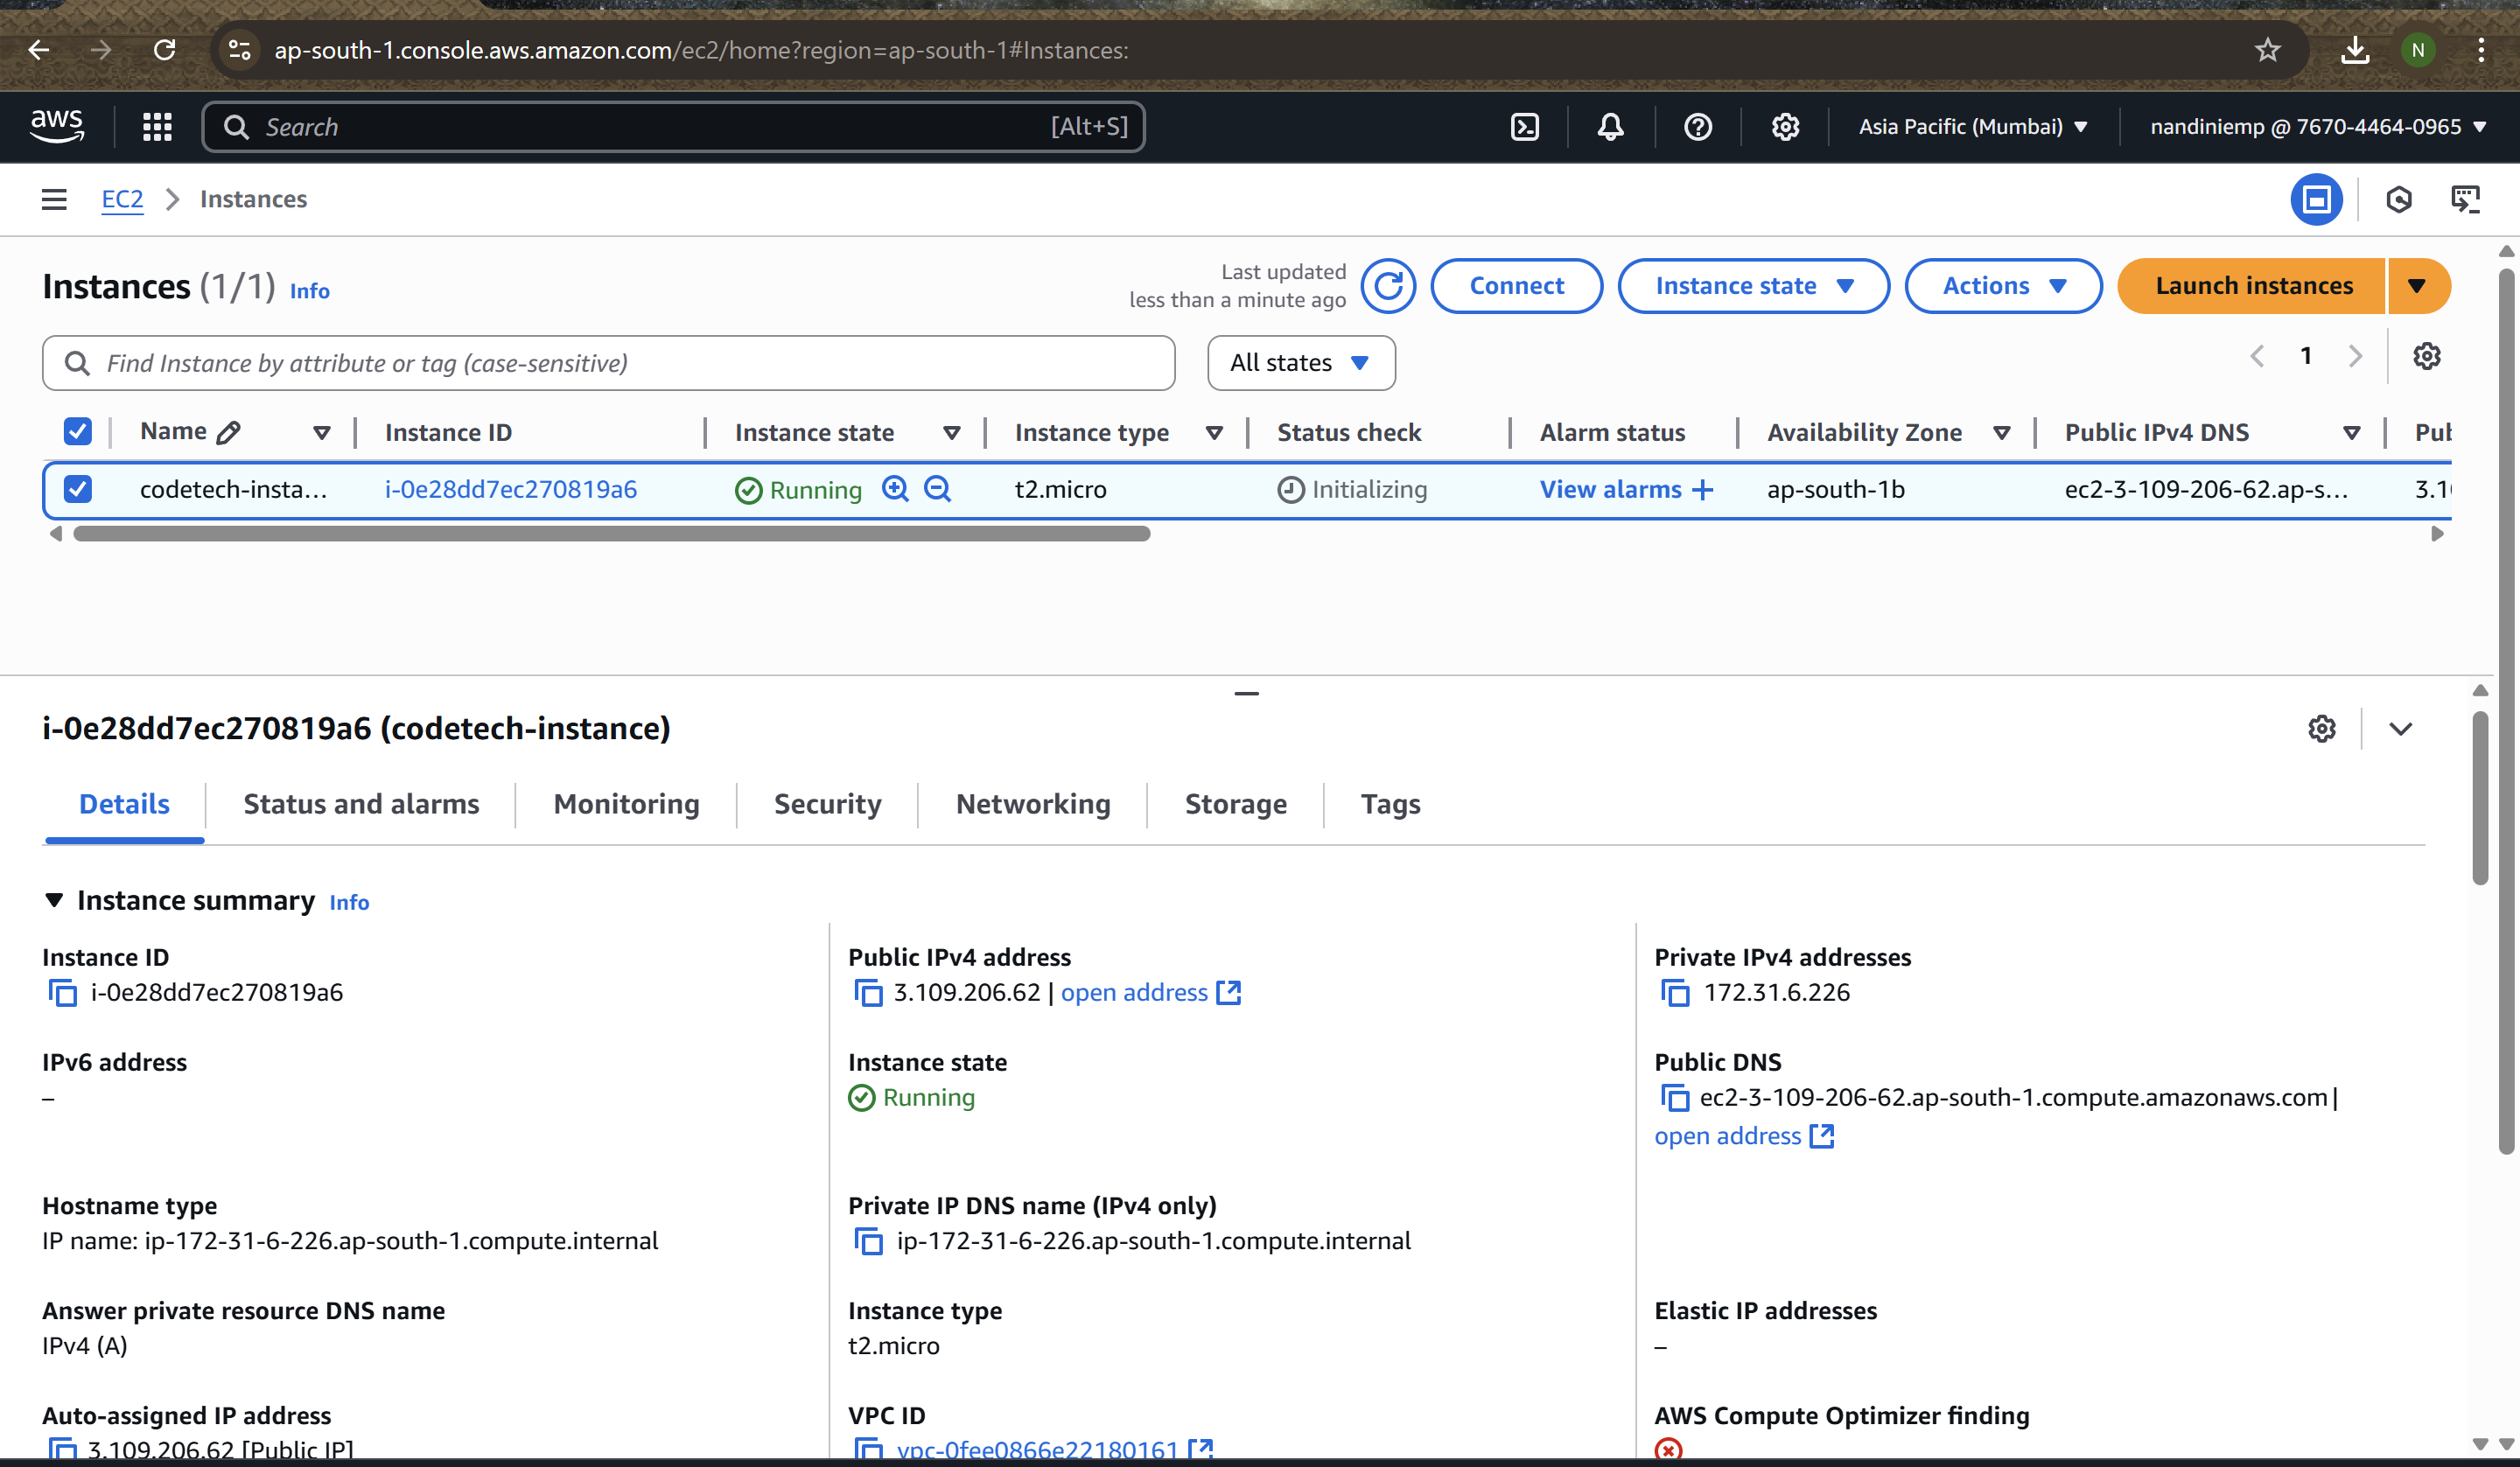 ap-south-1.console.aws.amazon.com/ec2/home?region=ap-south-1#Instances:
N
aws
Search
[Alt+S]
Asia Pacific (Mumbai)
nandiniemp @ 7670-4464-0965
EC2
Instances
Instances (1/1) Info
Last updated
less than a minute ago
Connect
Instance state
Actions
Launch instances
Find Instance by attribute or tag (case-sensitive)
All states
1
Name
Instance ID
Instance state
Instance type
Status check
Alarm status
Availability Zone
Public IPv4 DNS
Pub
codetech-insta...
i-0e28dd7ec270819a6
Running
t2.micro
Initializing
View alarms +
ap-south-1b
ec2-3-109-206-62.ap-s...
3.10
i-0e28dd7ec270819a6 (codetech-instance)
Details
Status and alarms
Monitoring
Security
Networking
Storage
Tags
Instance summary Info
Instance ID
i-0e28dd7ec270819a6
Public IPv4 address
3.109.206.62 | open address
Private IPv4 addresses
172.31.6.226
IPv6 address
–
Instance state
Running
Public DNS
ec2-3-109-206-62.ap-south-1.compute.amazonaws.com |
open address
Hostname type
IP name: ip-172-31-6-226.ap-south-1.compute.internal
Private IP DNS name (IPv4 only)
ip-172-31-6-226.ap-south-1.compute.internal
Answer private resource DNS name
IPv4 (A)
Instance type
t2.micro
Elastic IP addresses
–
Auto-assigned IP address
3.109.206.62 [Public IP]
VPC ID
vpc-0fee0866e22180161
AWS Compute Optimizer finding